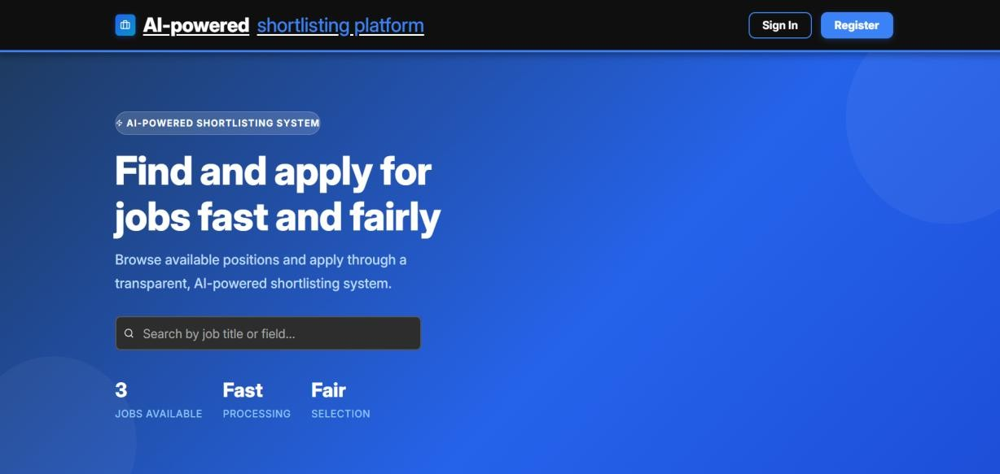 AI-powered shortlisting platform
Sign In
Register
AI-POWERED SHORTLISTING SYSTEM
Find and apply for
jobs fast and fairly
Browse available positions and apply through a
transparent, AI-powered shortlisting system.
Search by job title or field...
3
JOBS AVAILABLE
Fast
PROCESSING
Fair
SELECTION